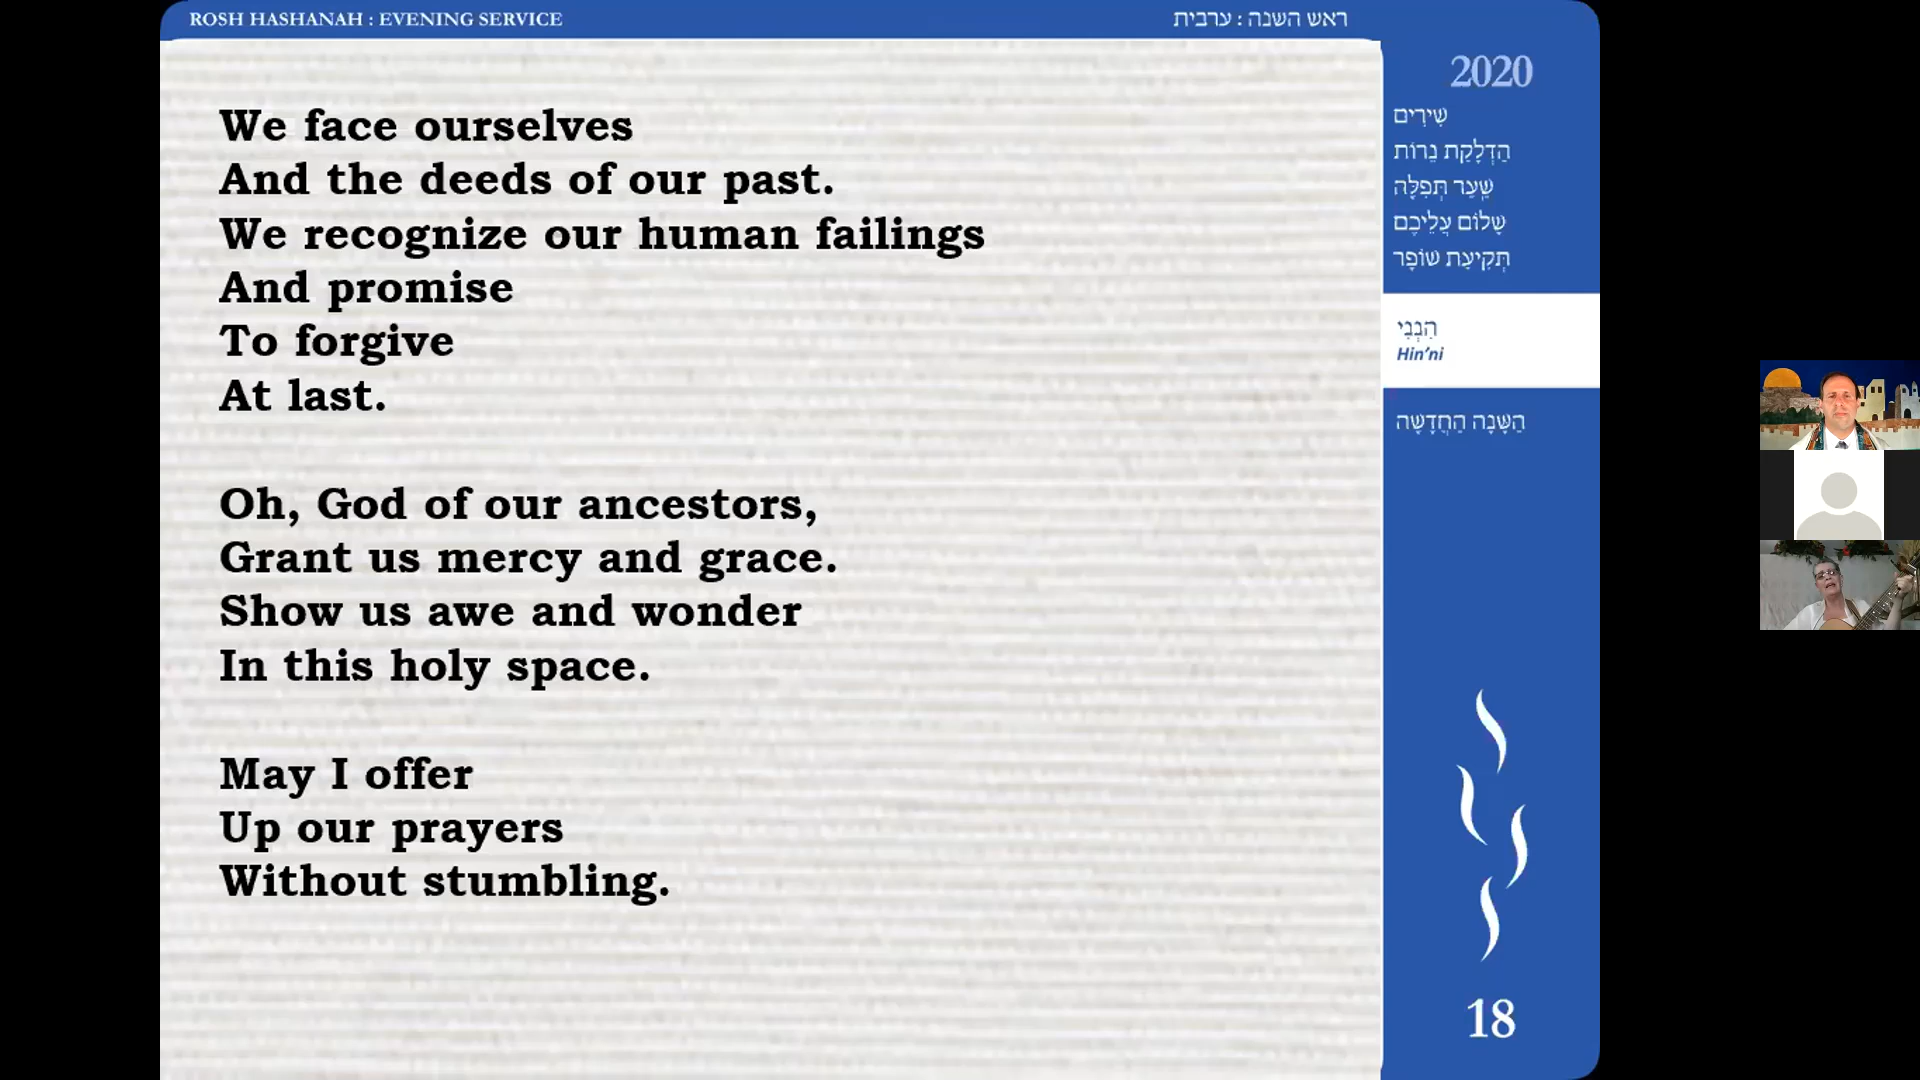 ROSH HASHANAH : EVENING SERVICE
ראש השנה : ערבית
We face ourselves
And the deeds of our past.
We recognize our human failings
And promise
To forgive
At last.
Oh, God of our ancestors,
Grant us mercy and grace.
Show us awe and wonder
In this holy space.
May I offer
Up our prayers
Without stumbling.
2020
שִׁירִים
הַדְלָקַת נֵרוֹת
שַׁעַר תְּפִלָּה
שָׁלוֹם עֲלֵיכֶם
תְּקִיעַת שׁוֹפָר
הִנְנִי
Hin’ni
הַשָּׁנָה הַחֲדָשָׁה
18